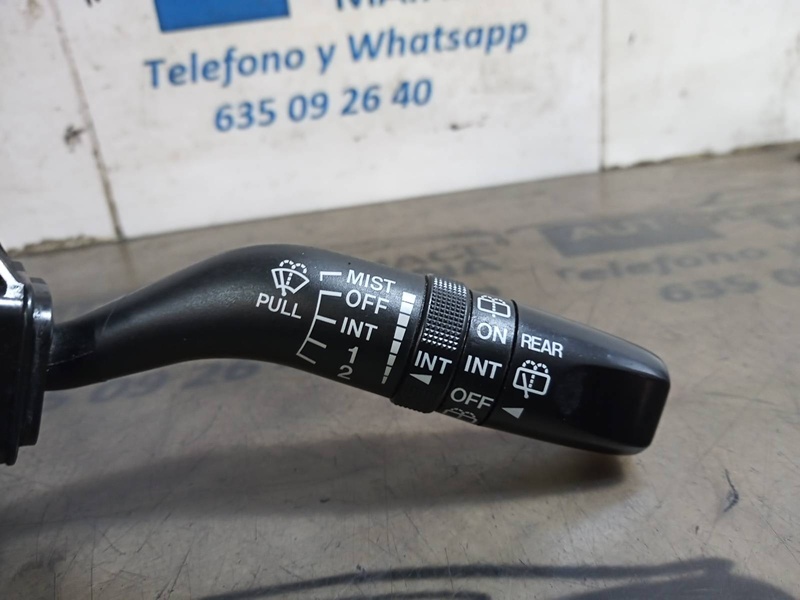 Telefono y Whatsapp
635 09 26 40
MIST
OFF
PULL
INT
1
2
INT
ON
INT
OFF
REAR